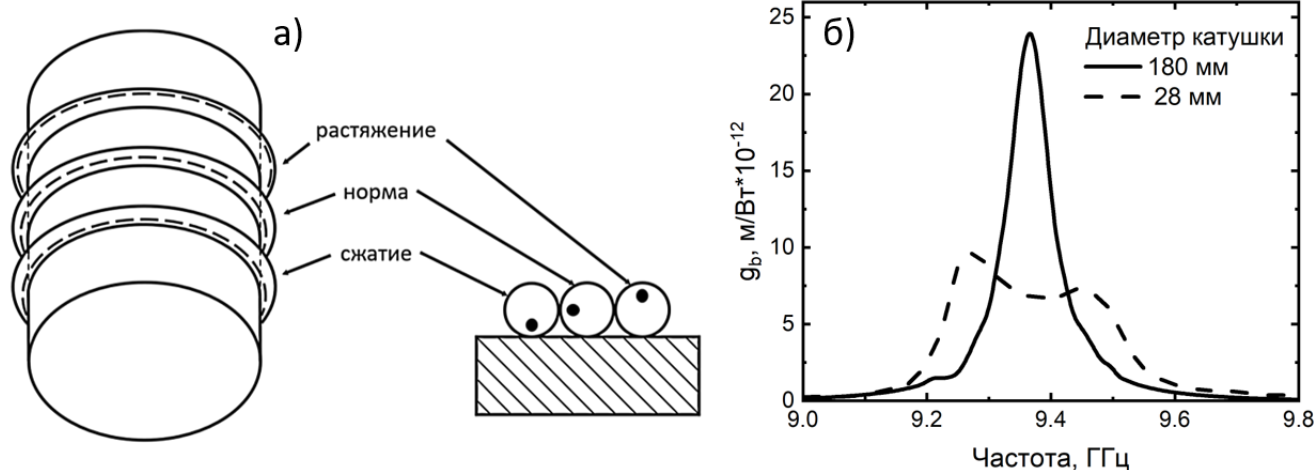 а)
растяжение
норма
сжатие
б)
Диаметр катушки
180 мм
28 мм
g_b, м/Вт*10^-12
25
20
15
10
5
0
9.0
9.2
9.4
9.6
9.8
Частота, ГГц